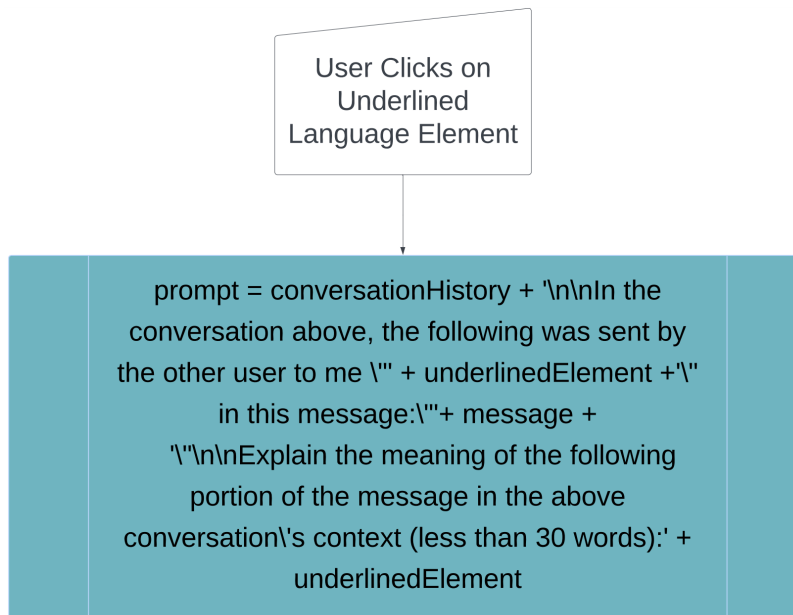 User Clicks on
Underlined
Language Element
prompt = conversationHistory + '\n\nIn the
conversation above, the following was sent by
the other user to me \"' + underlinedElement +'\"
in this message:\"'+ message +
'\"\n\nExplain the meaning of the following
portion of the message in the above
conversation\'s context (less than 30 words):' +
underlinedElement